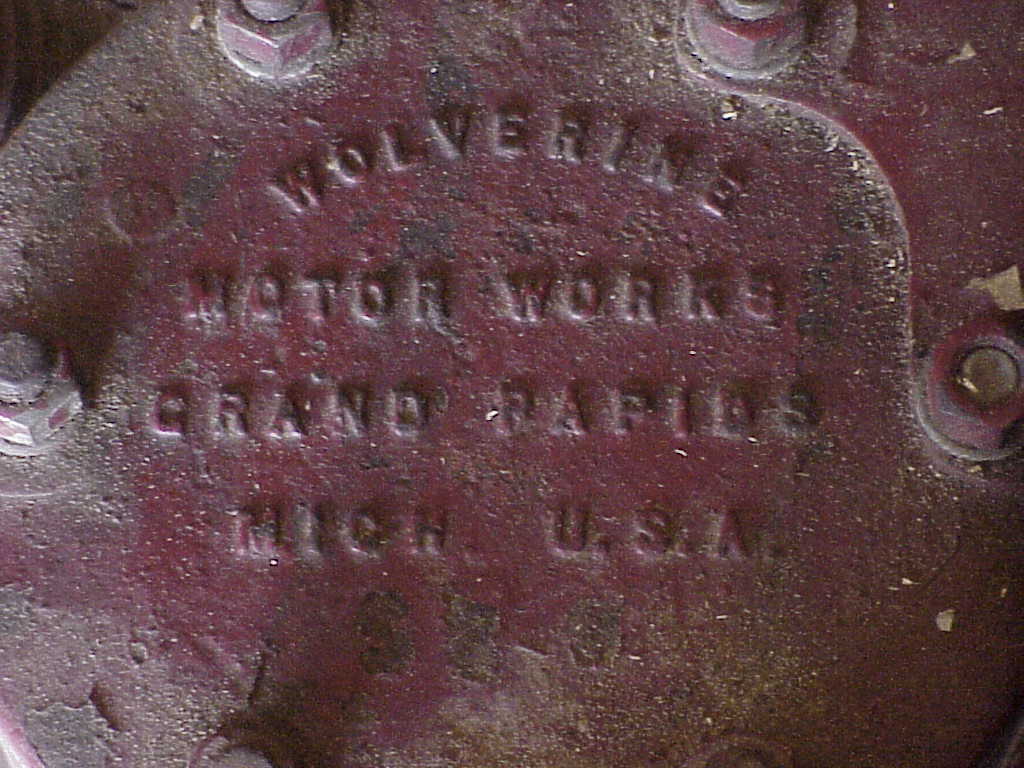 WOLVERINE
MOTOR WORKS
GRAND RAPIDS
MICH. U.S.A.